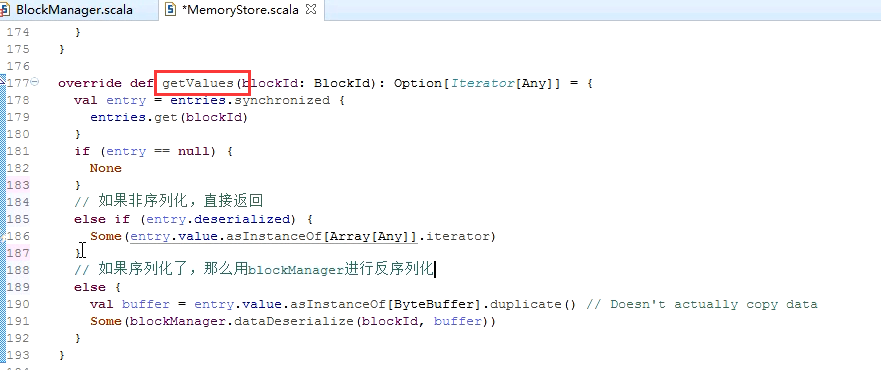 BlockManager.scala *MemoryStore.scala
174 }
175 }
176
177 override def getValues(blockId: BlockId): Option[Iterator[Any]] = {
178 val entry = entries.synchronized {
179 entries.get(blockId)
180 }
181 if (entry == null) {
182 None
183 }
184 // 如果非序列化，直接返回
185 else if (entry.deserialized) {
186 Some(entry.value.asInstanceOf[Array[Any]].iterator)
187 }
188 // 如果序列化了，那么用blockManager进行反序列化
189 else {
190 val buffer = entry.value.asInstanceOf[ByteBuffer].duplicate() // Doesn't actually copy data
191 Some(blockManager.dataDeserialize(blockId, buffer))
192 }
193 }